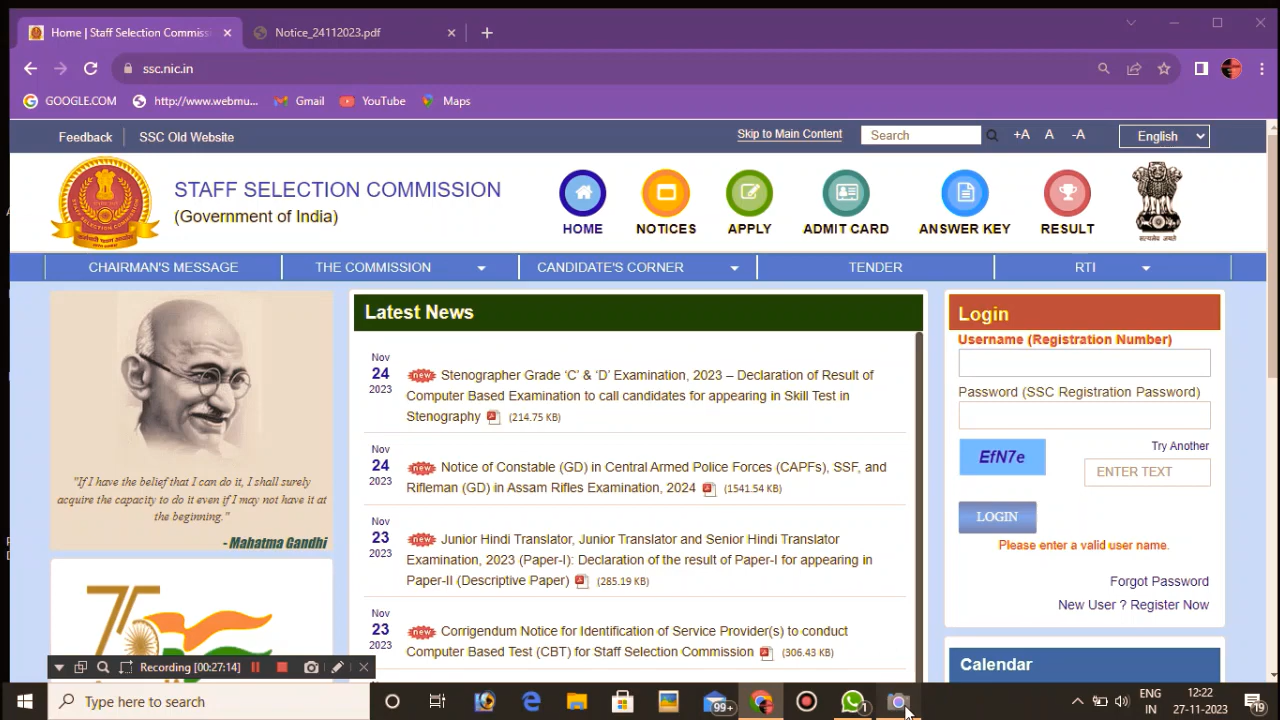 Home | Staff Selection Commiss
Notice_24112023.pdf
ssc.nic.in
GOOGLE.COM
http://www.webmu...
Gmail
YouTube
Maps
Feedback
SSC Old Website
Skip to Main Content
Search
+A
A
-A
English
STAFF SELECTION COMMISSION
(Government of India)
HOME
NOTICES
APPLY
ADMIT CARD
ANSWER KEY
RESULT
सत्यमेव जयते
CHAIRMAN'S MESSAGE
THE COMMISSION
CANDIDATE'S CORNER
TENDER
RTI
"If I have the belief that I can do it, I shall surely
acquire the capacity to do it even if I may not have it at
the beginning."
- Mahatma Gandhi
75
Latest News
Nov
24
2023
new Stenographer Grade ‘C’ & ‘D’ Examination, 2023 – Declaration of Result of
Computer Based Examination to call candidates for appearing in Skill Test in
Stenography (214.75 KB)
Nov
24
2023
new Notice of Constable (GD) in Central Armed Police Forces (CAPFs), SSF, and
Rifleman (GD) in Assam Rifles Examination, 2024 (1541.54 KB)
Nov
23
2023
new Junior Hindi Translator, Junior Translator and Senior Hindi Translator
Examination, 2023 (Paper-I): Declaration of the result of Paper-I for appearing in
Paper-II (Descriptive Paper) (285.19 KB)
Nov
23
2023
new Corrigendum Notice for Identification of Service Provider(s) to conduct
Computer Based Test (CBT) for Staff Selection Commission (306.43 KB)
Login
Username (Registration Number)
Password (SSC Registration Password)
EfN7e
Try Another
ENTER TEXT
LOGIN
Please enter a valid user name.
Forgot Password
New User ? Register Now
Calendar
Recording [00:27:14]
Type here to search
99+
1
ENG
IN
12:22
27-11-2023
19